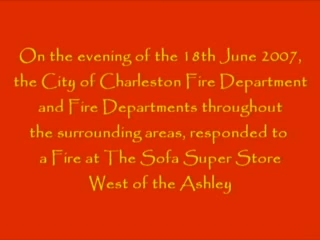 On the evening of the 18th June 2007,
the City of Charleston Fire Department
and Fire Departments throughout
the surrounding areas, responded to
a Fire at The Sofa Super Store
West of the Ashley